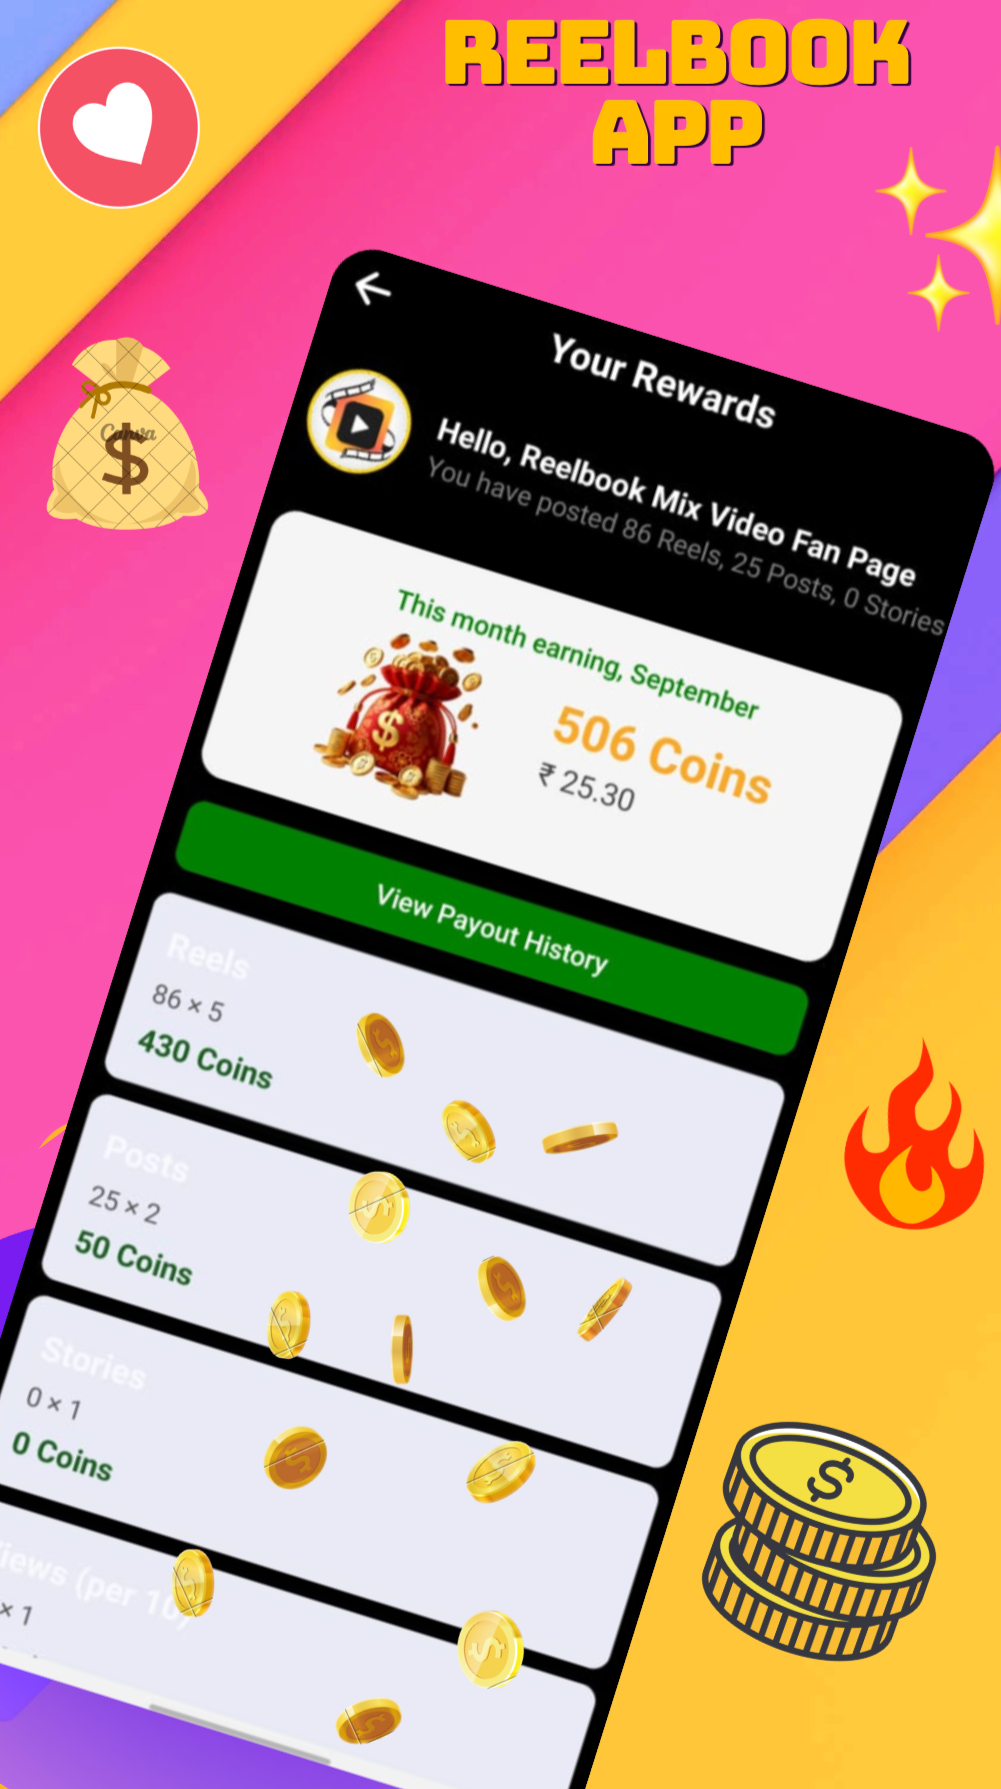 REELBOOK
APP
Your Rewards
Hello, Reelbook Mix Video Fan Page
You have posted 86 Reels, 25 Posts, 0 Stories
Canva
$
This month earning, September
$
506 Coins
₹ 25.30
View Payout History
Reels
86 × 5
430 Coins
Posts
25 × 2
50 Coins
Stories
0 × 1
0 Coins
iews (per 10)
× 1
$